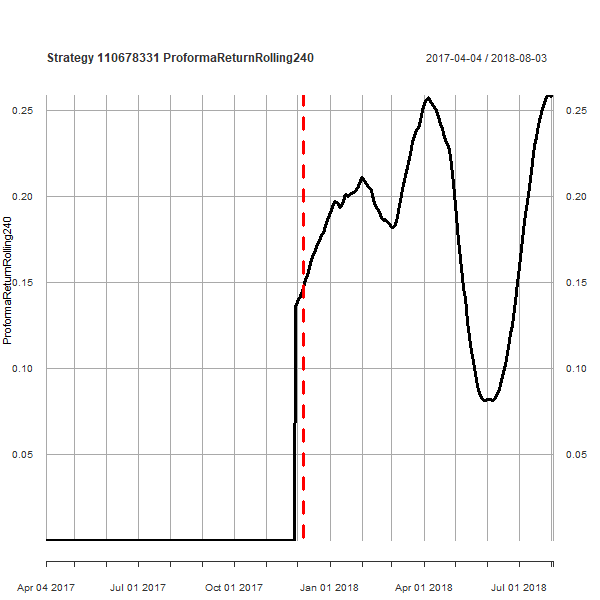 Strategy 110678331 ProformaReturnRolling240
2017-04-04 / 2018-08-03
ProformaReturnRolling240
0.25
0.25
0.20
0.20
0.15
0.15
0.10
0.10
0.05
0.05
Apr 04 2017
Jul 01 2017
Oct 01 2017
Jan 01 2018
Apr 01 2018
Jul 01 2018